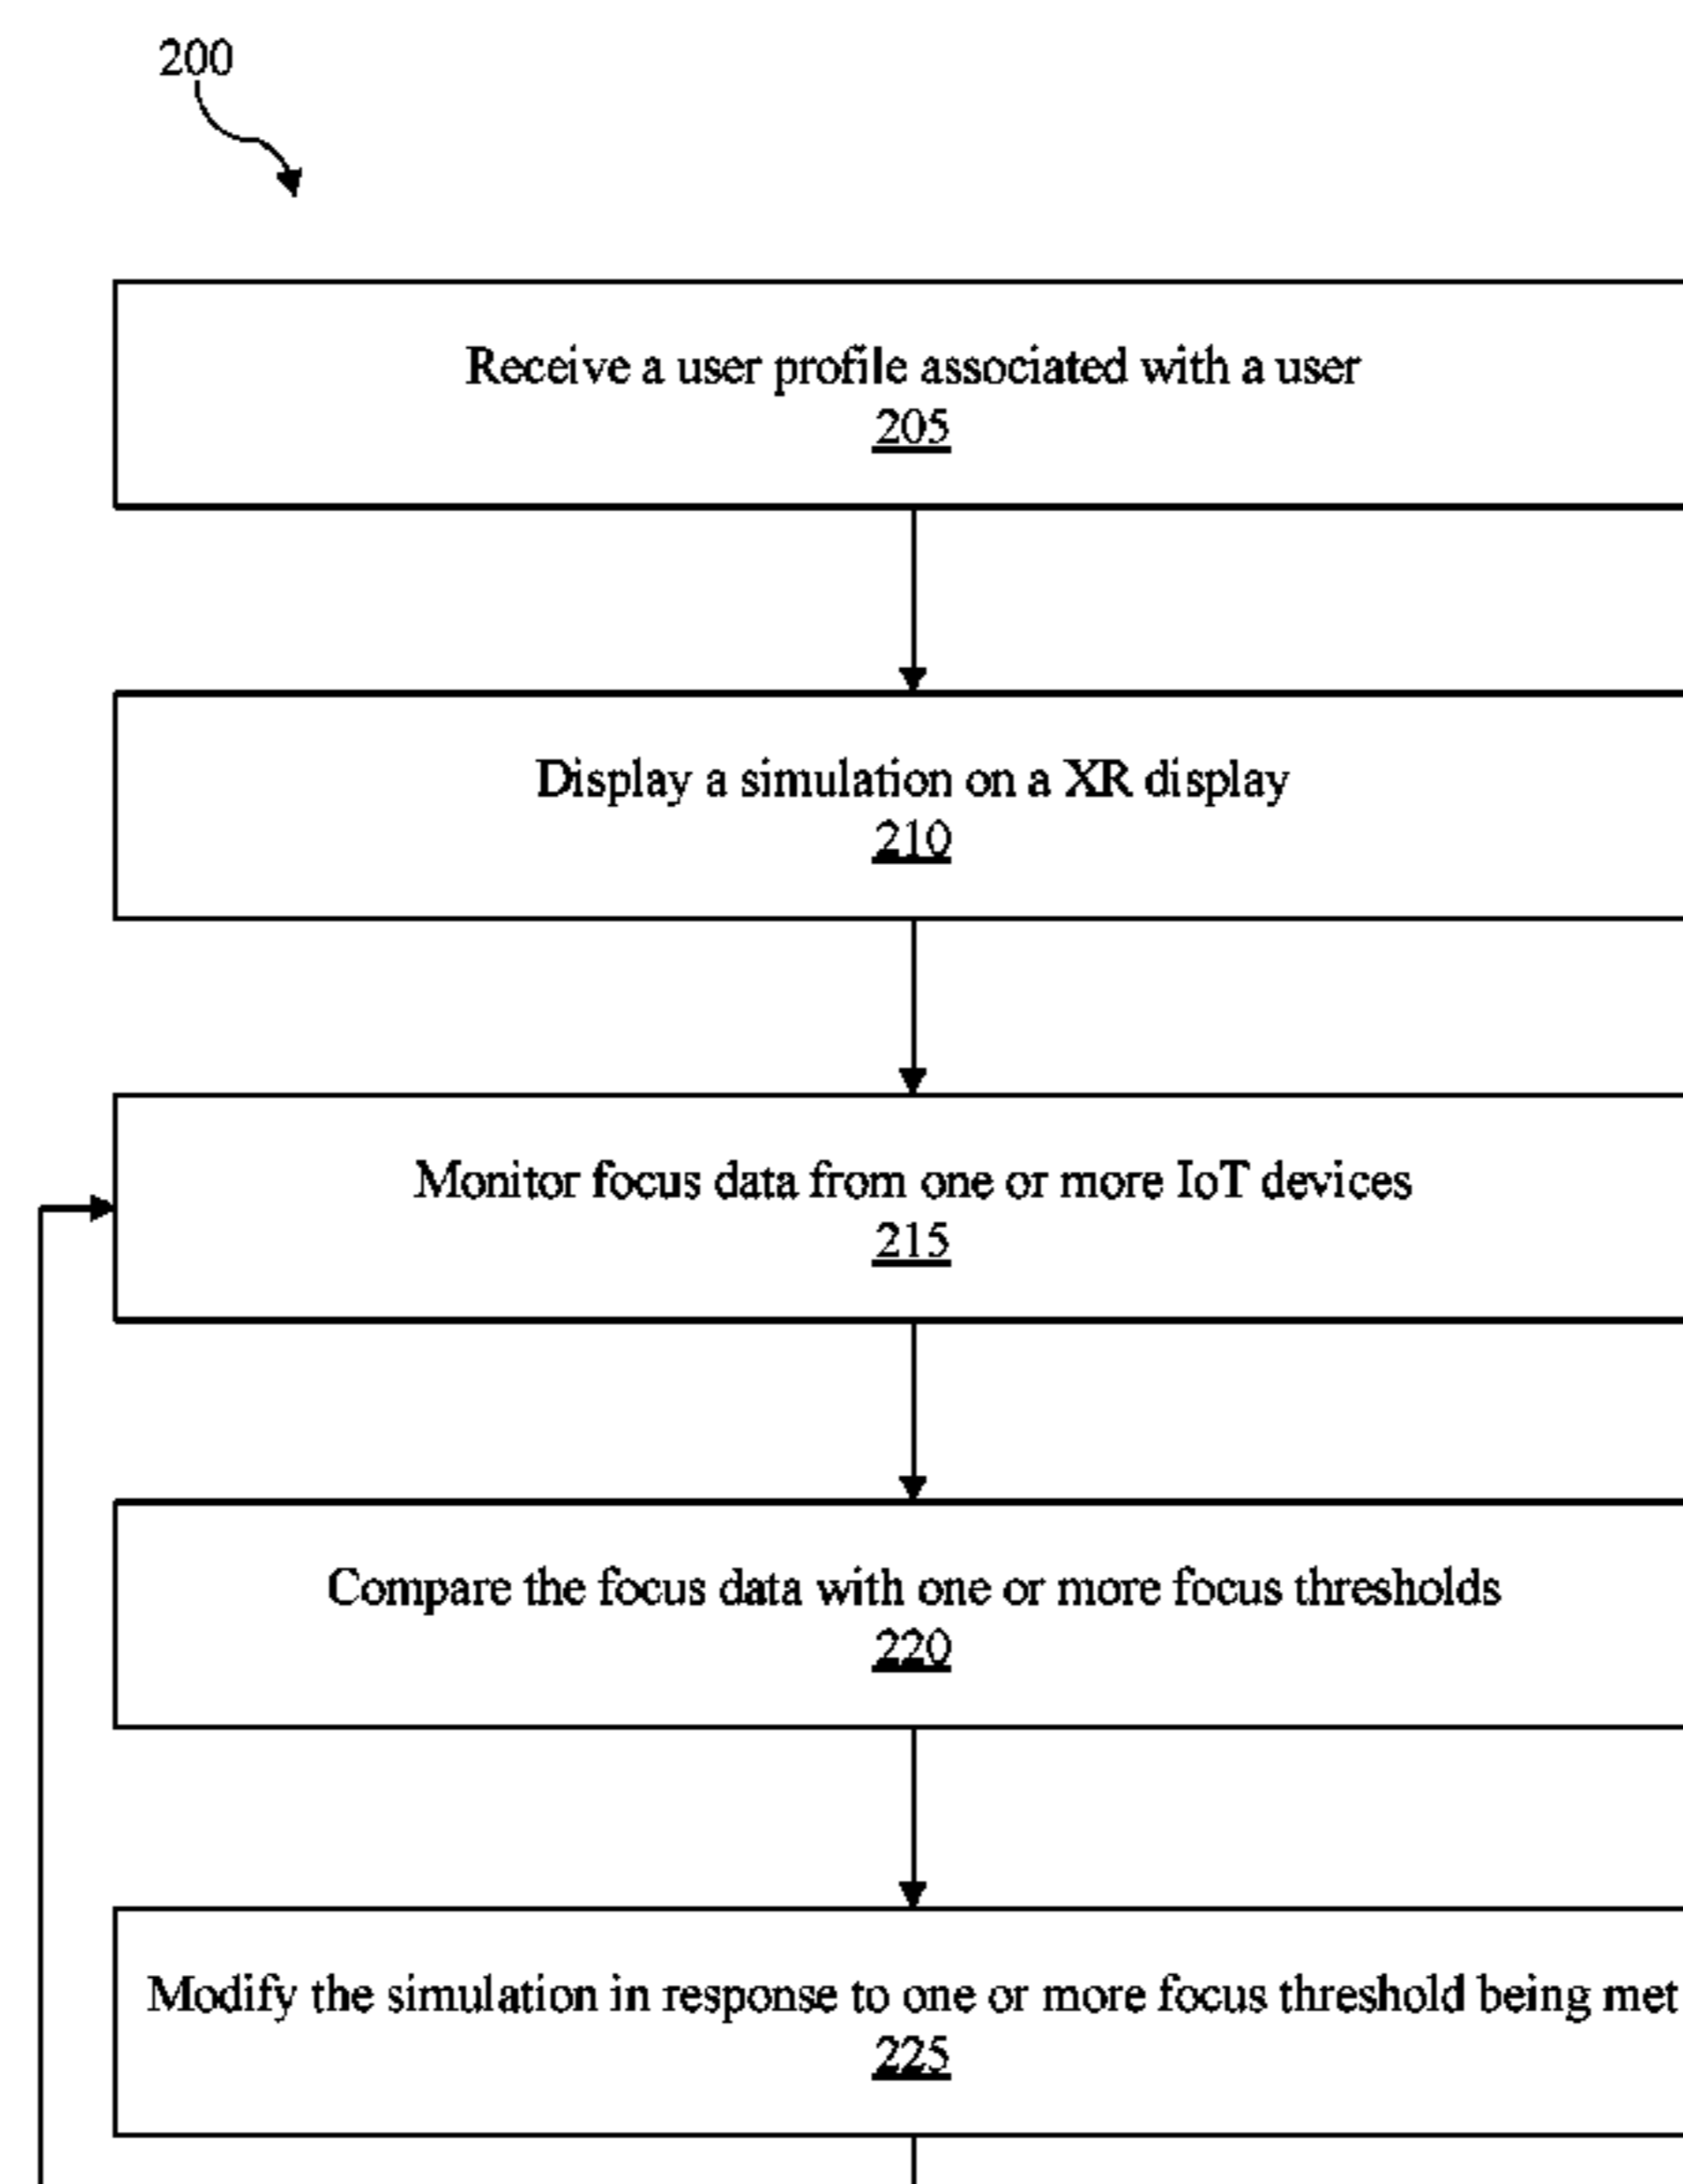 200
Receive a user profile associated with a user
205
Display a simulation on a XR display
210
Monitor focus data from one or more IoT devices
215
Compare the focus data with one or more focus thresholds
220
Modify the simulation in response to one or more focus threshold being met
225